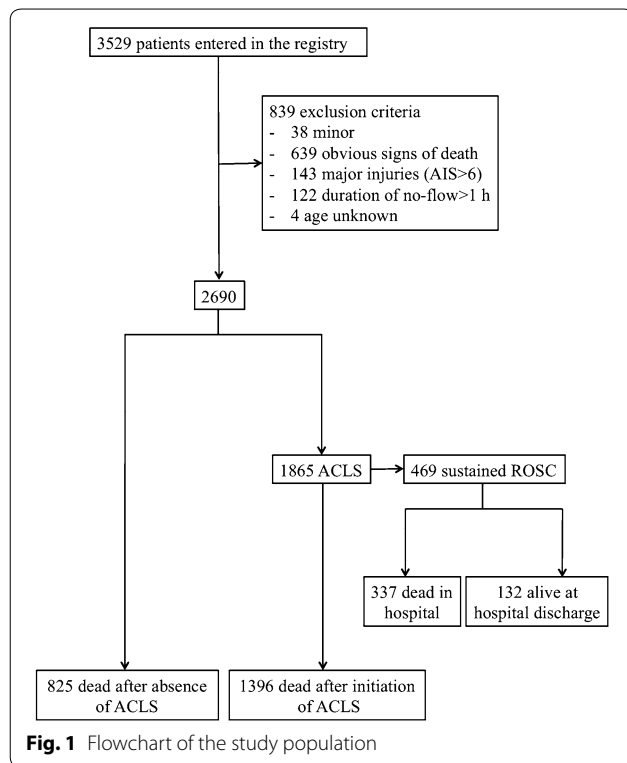 3529 patients entered in the registry
839 exclusion criteria
- 38 minor
- 639 obvious signs of death
- 143 major injuries (AIS>6)
- 122 duration of no-flow>1 h
- 4 age unknown
2690
1865 ACLS
469 sustained ROSC
337 dead in
hospital
132 alive at
hospital discharge
825 dead after absence
of ACLS
1396 dead after initiation
of ACLS
Fig. 1 Flowchart of the study population